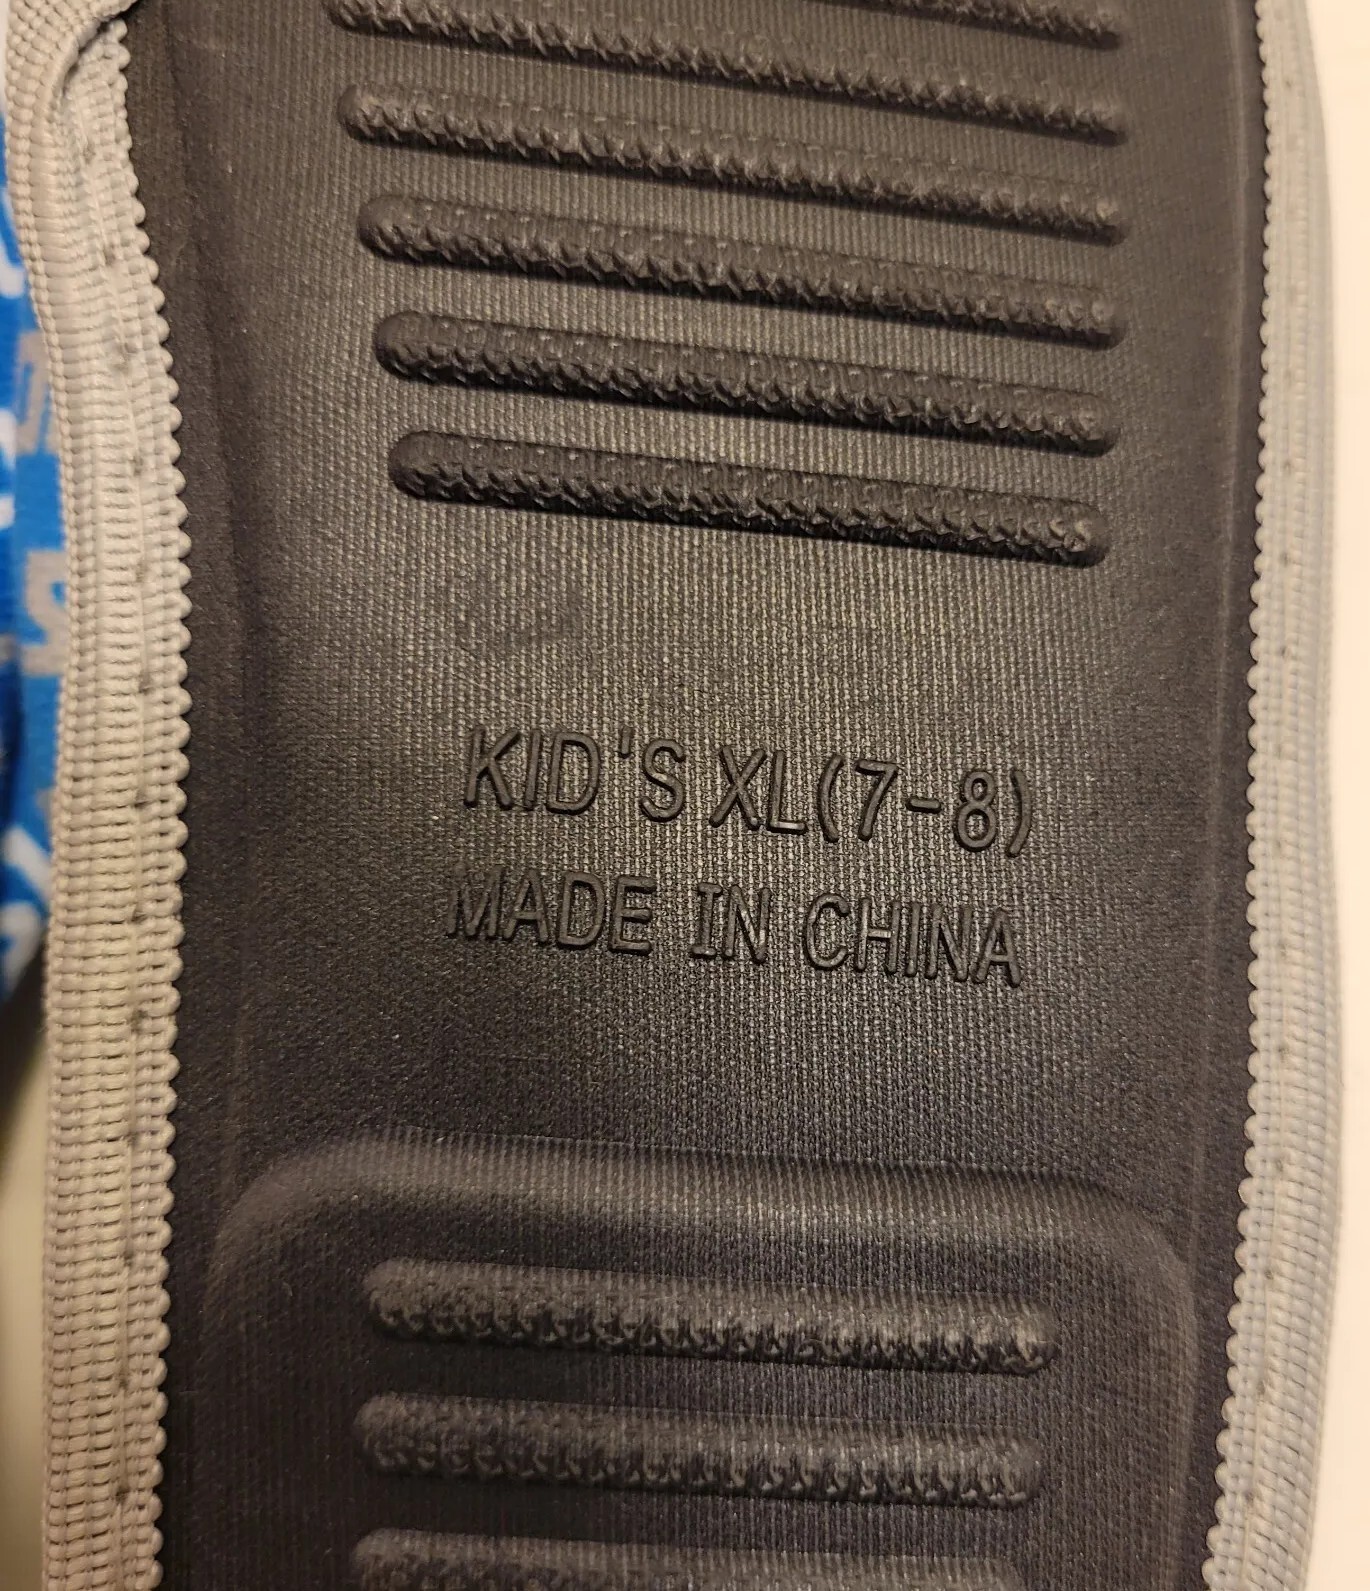 KID'S XL(7-8)
MADE IN CHINA